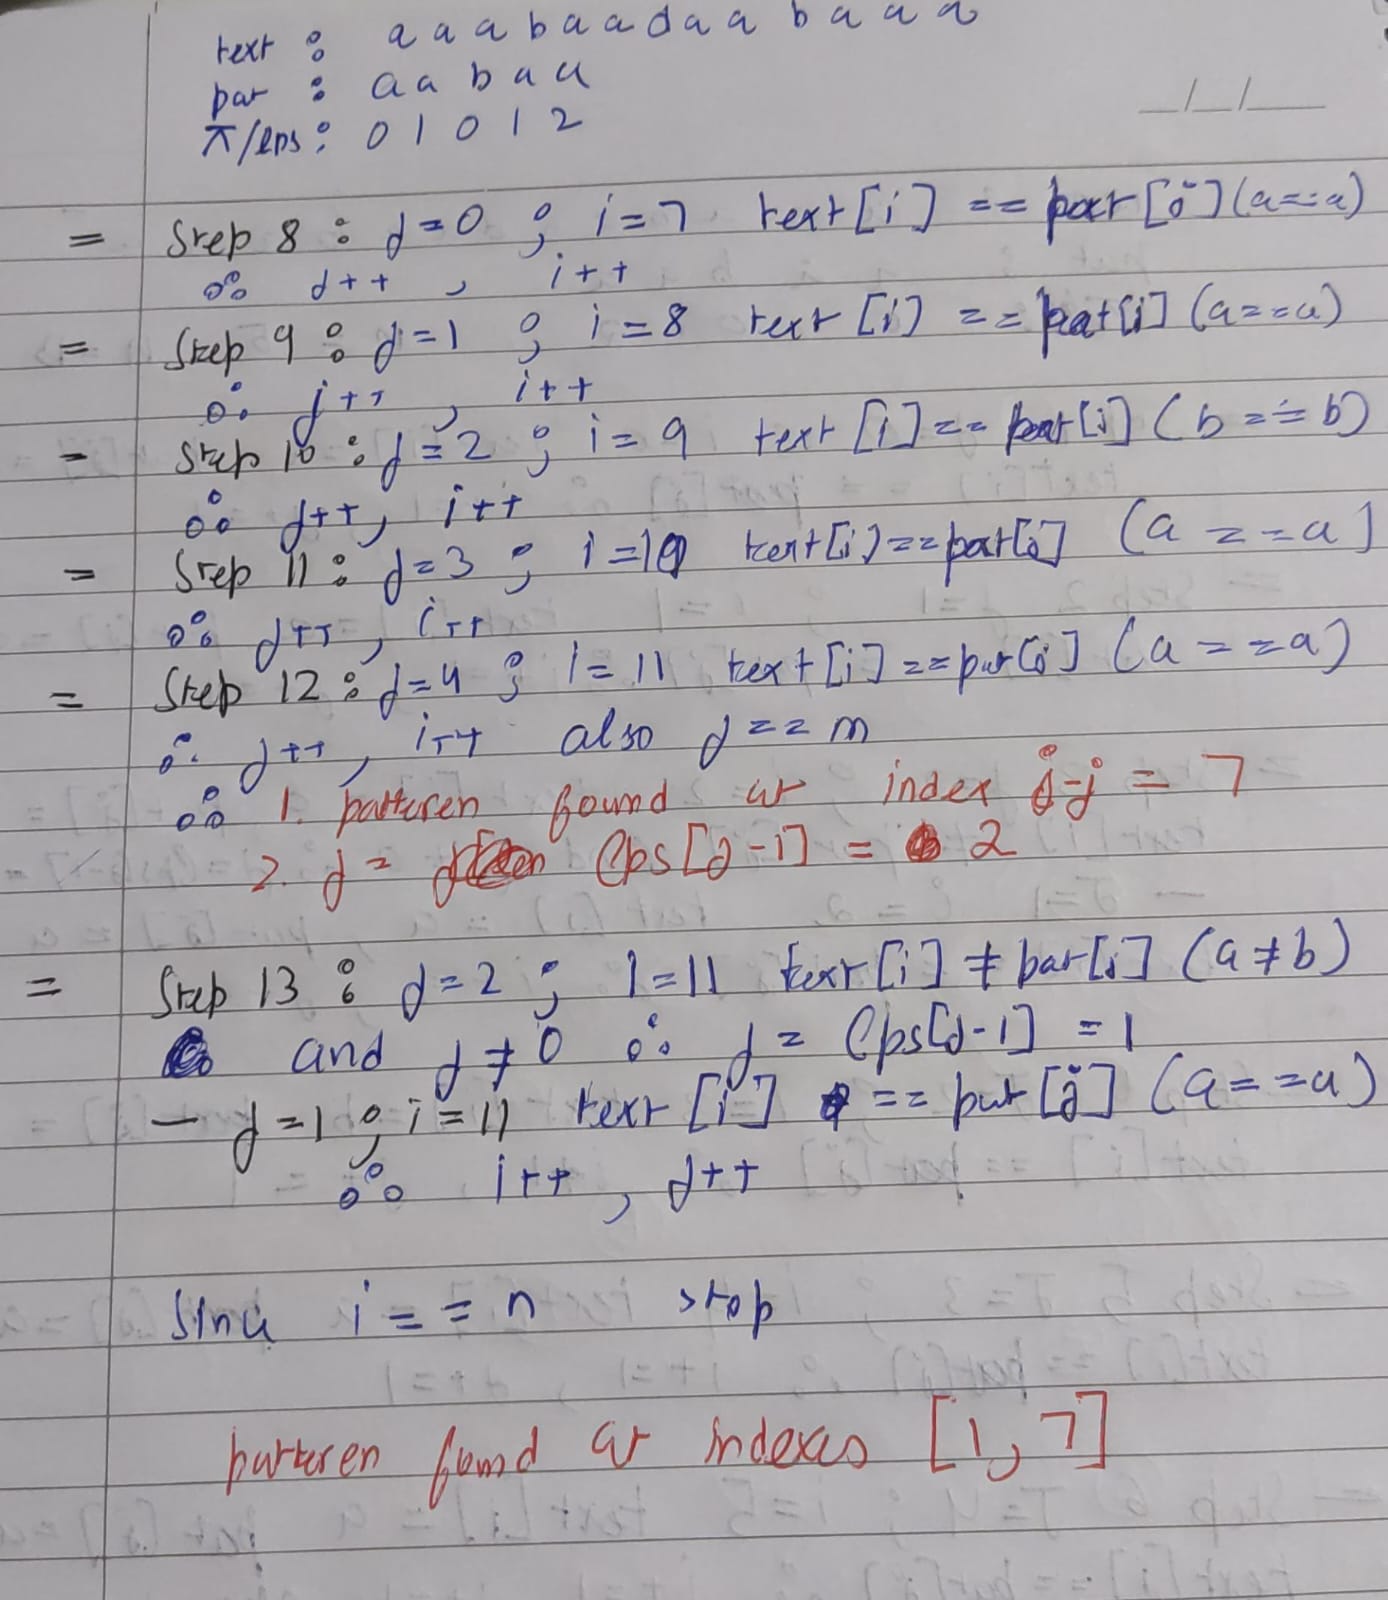 text : a a a b a a d a a b a a a
pat : a a b a a
π/lps : 0 1 0 1 2
__/__/____
= Step 8 : j=0 ; i=7 text[i] == pat[j] (a==a)
∴ j++ , i++
= Step 9 : j=1 ; i=8 text[i] == pat[j] (a==a)
∴ j++ , i++
= Step 10 : j=2 ; i=9 text[i] == pat[j] (b==b)
∴ j++, i++
= Step 11 : j=3 ; i=10 text[i]==pat[j] (a==a]
∴ j++ , i++
= Step 12 : j=4 ; i=11 text[i]==pat[j] (a==a)
∴ j++ , i++ also j==m
∴ 1. patteren found at index i-j = 7
2. j = lps[j-1] = 2
= Step 13 : j=2 ; i=11 text[i] ≠ pat[j] (a≠b)
and j≠0 ∴ j = lps[j-1] = 1
- j=1 ; i=11 text[i] == pat[j] (a==a)
∴ i++ , j++
Since i==n stop
patteren found at indexes [1,7]